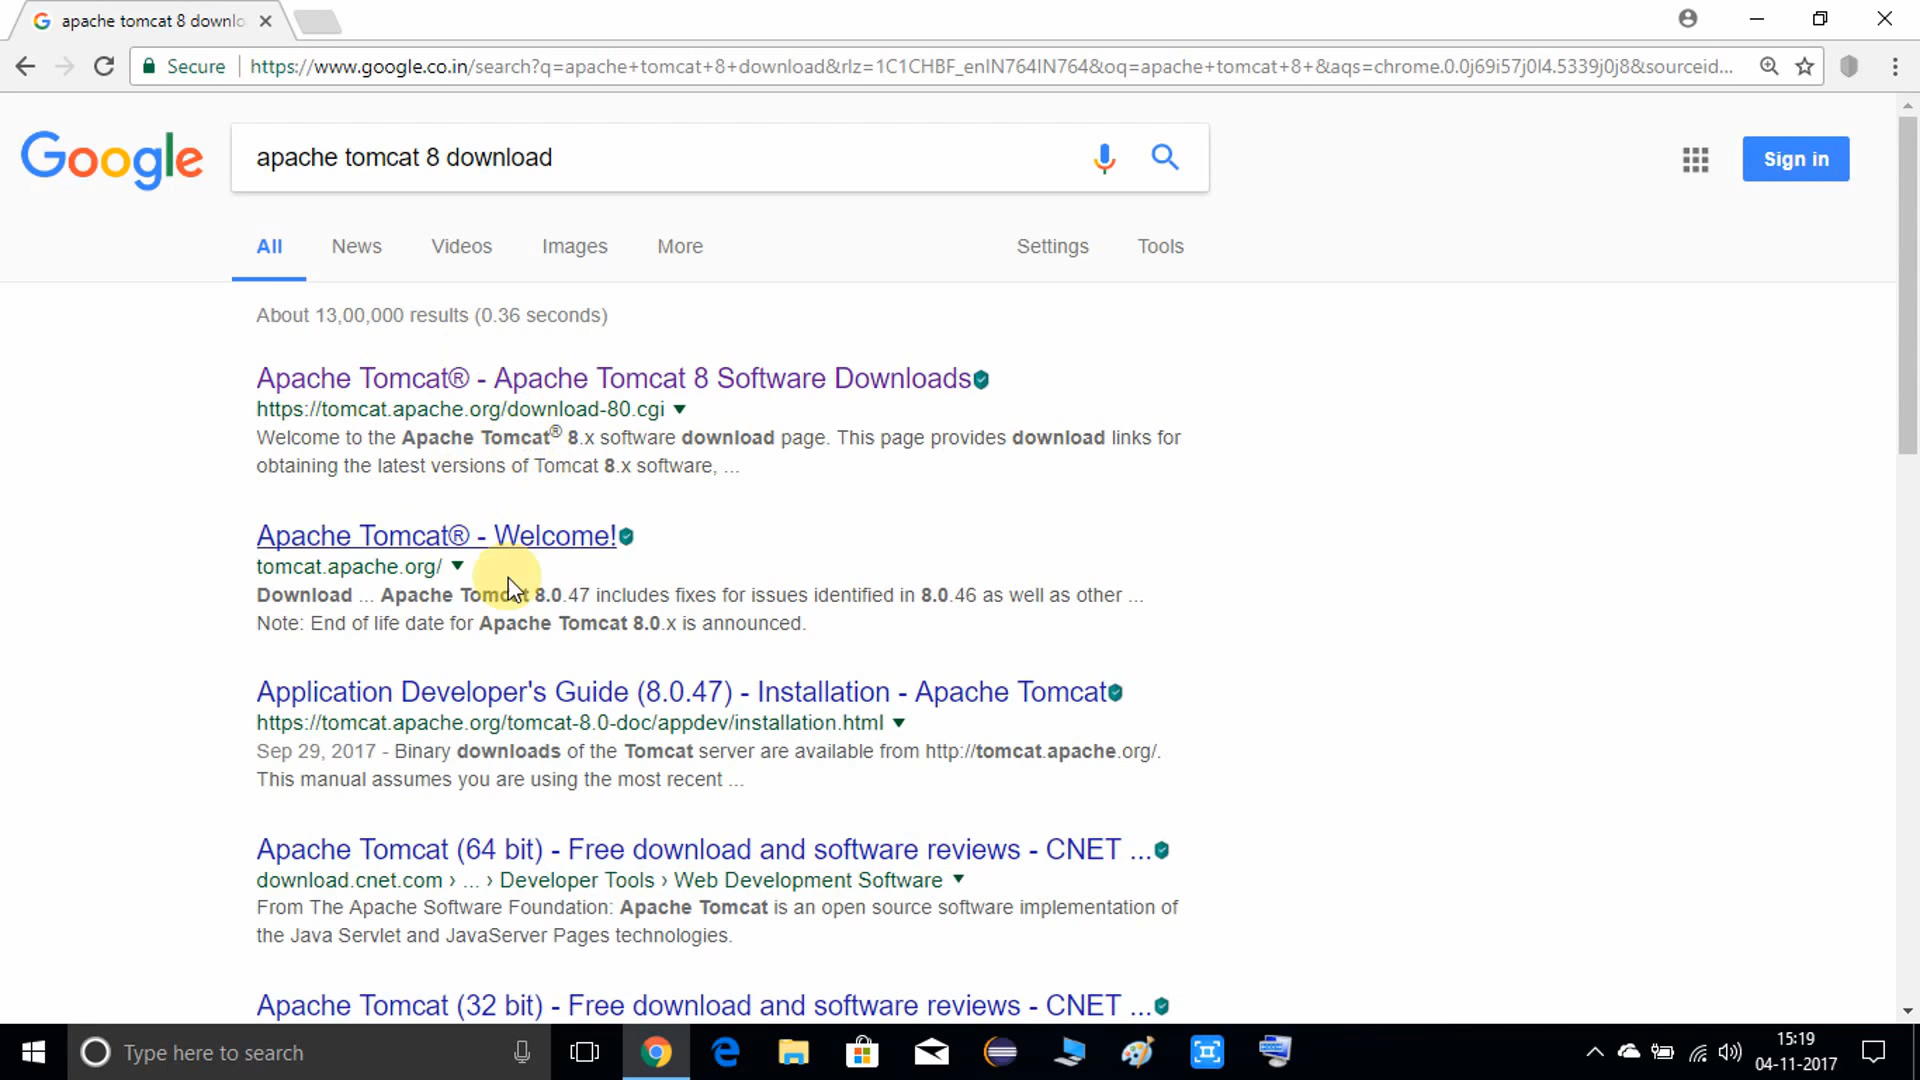 apache tomcat 8 downlo
Secure
https://www.google.co.in/search?q=apache+tomcat+8+download&rlz=1C1CHBF_enIN764IN764&oq=apache+tomcat+8+&aqs=chrome.0.0j69i57j0l4.5339j0j8&sourceid...
Google
apache tomcat 8 download
Sign in
All News Videos Images More Settings Tools
About 13,00,000 results (0.36 seconds)
Apache Tomcat® - Apache Tomcat 8 Software Downloads
https://tomcat.apache.org/download-80.cgi
Welcome to the Apache Tomcat® 8.x software download page. This page provides download links for
obtaining the latest versions of Tomcat 8.x software, ...
Apache Tomcat® - Welcome!
tomcat.apache.org/
Download ... Apache Tomcat 8.0.47 includes fixes for issues identified in 8.0.46 as well as other ...
Note: End of life date for Apache Tomcat 8.0.x is announced.
Application Developer's Guide (8.0.47) - Installation - Apache Tomcat
https://tomcat.apache.org/tomcat-8.0-doc/appdev/installation.html
Sep 29, 2017 - Binary downloads of the Tomcat server are available from http://tomcat.apache.org/.
This manual assumes you are using the most recent ...
Apache Tomcat (64 bit) - Free download and software reviews - CNET ...
download.cnet.com › ... › Developer Tools › Web Development Software
From The Apache Software Foundation: Apache Tomcat is an open source software implementation of
the Java Servlet and JavaServer Pages technologies.
Apache Tomcat (32 bit) - Free download and software reviews - CNET ...
Type here to search
15:19
04-11-2017